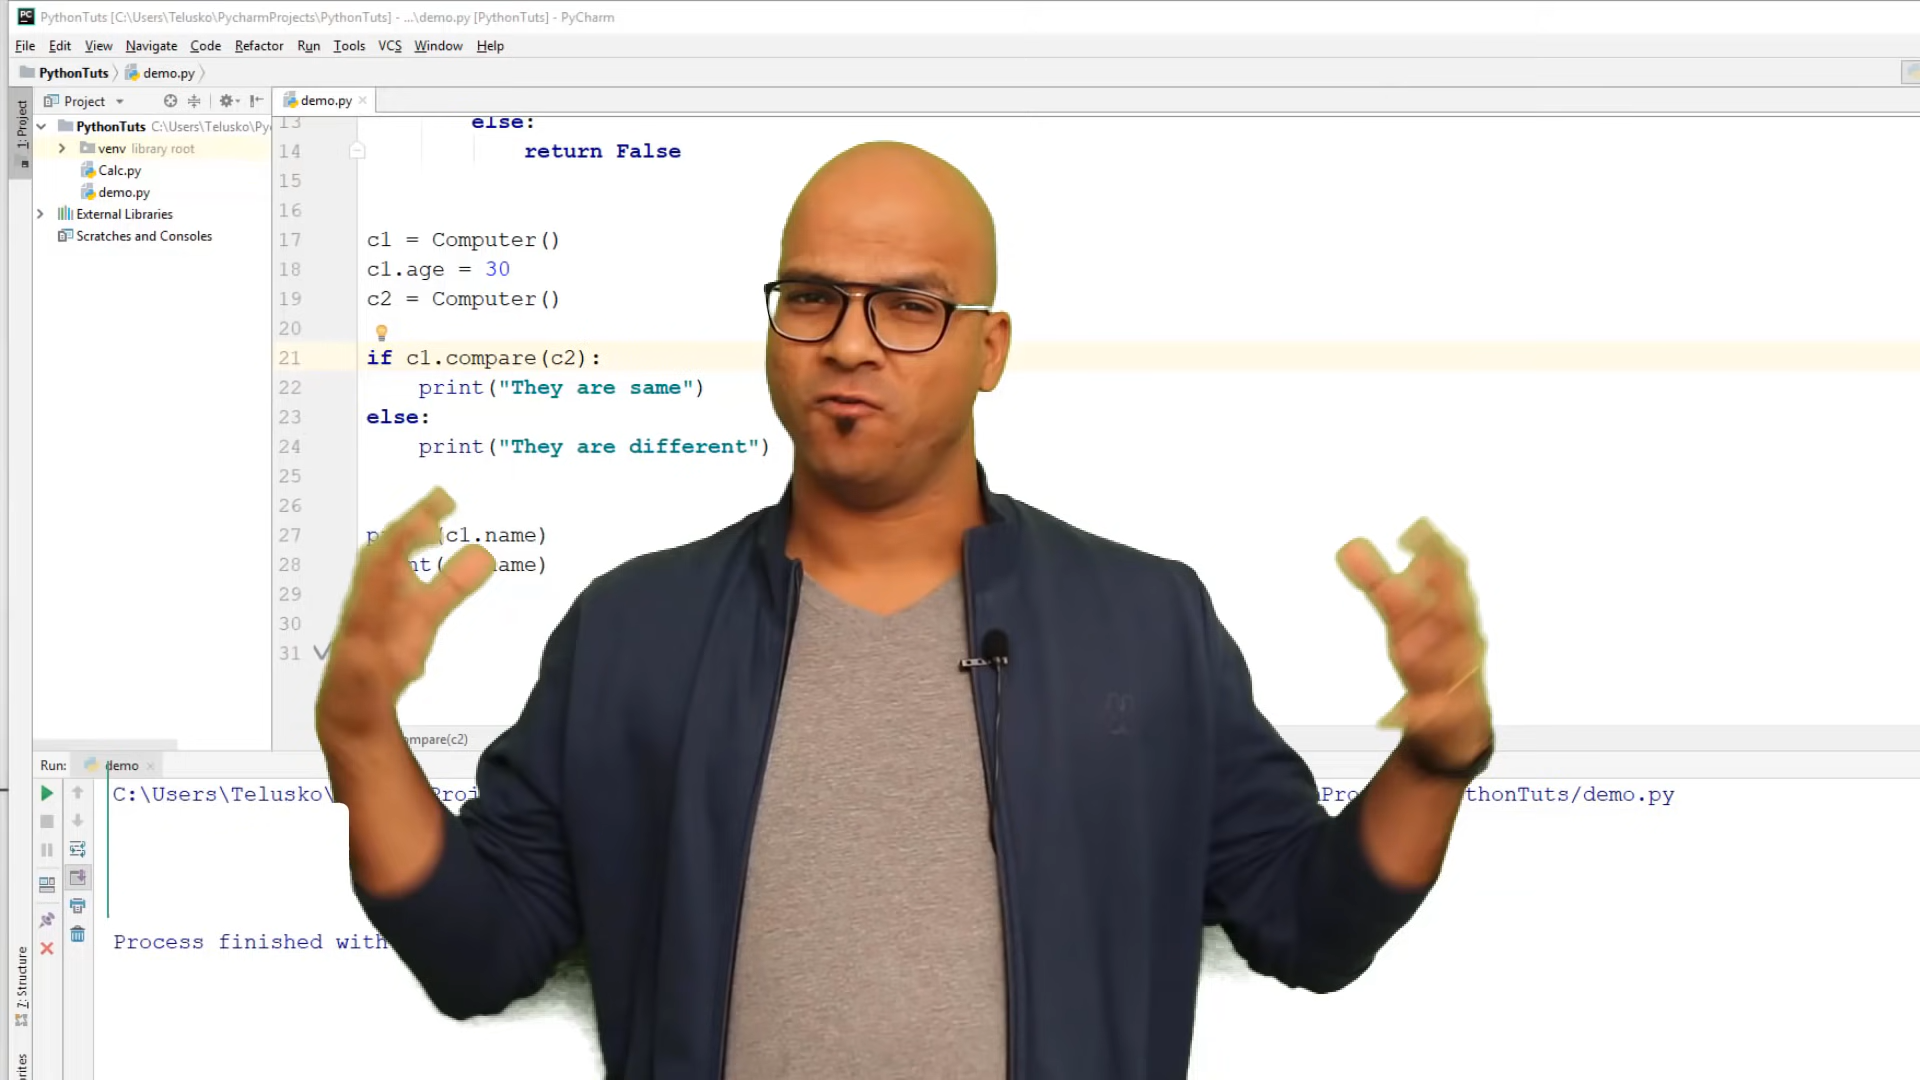 PythonTuts [C:\Users\Telusko\PycharmProjects\PythonTuts] - ...\demo.py [PythonTuts] - PyCharm
File Edit View Navigate Code Refactor Run Tools VCS Window Help
PythonTuts demo.py
Project demo.py
1: Project
PythonTuts C:\Users\Telusko\Py
venv library root
Calc.py
demo.py
External Libraries
Scratches and Consoles
13 else:
14 return False
15
16
17 c1 = Computer()
18 c1.age = 30
19 c2 = Computer()
20
21 if c1.compare(c2):
22 print("They are same")
23 else:
24 print("They are different")
25
26
27 (c1.name)
28
29
30
31
(c2)
Run: demo
C:\Users\Telusko\ thonTuts/demo.py
Process finished with
7: Structure